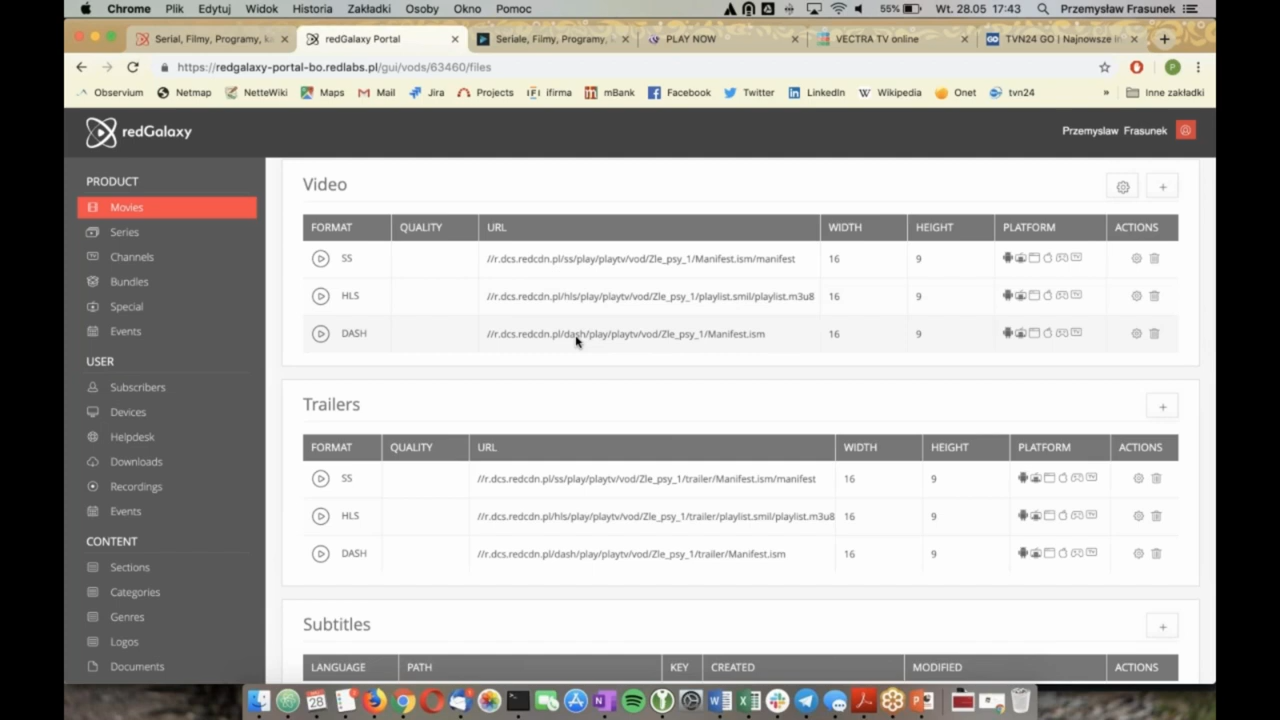 Chrome Plik Edytuj Widok Historia Zakładki Osoby Okno Pomoc 55% Wt. 28.05 17:43 Przemysław Frasunek
Serial, Filmy, Programy, redGalaxy Portal Seriale, Filmy, Programy, PLAY NOW VECTRA TV online TVN24 GO | Najnowsze
https://redgalaxy-portal-bo.redlabs.pl/gui/vods/63460/files
Observium Netmap NetteWiki Maps Mail Jira Projects ifirma mBank Facebook Twitter LinkedIn Wikipedia Onet tvn24 » Inne zakładki
redGalaxy Przemyslaw Frasunek
PRODUCT
Movies
Series
Channels
Bundles
Special
Events
USER
Subscribers
Devices
Helpdesk
Downloads
Recordings
Events
CONTENT
Sections
Categories
Genres
Logos
Documents
Video
FORMAT QUALITY URL WIDTH HEIGHT PLATFORM ACTIONS
SS //r.dcs.redcdn.pl/ss/play/playtv/vod/Zle_psy_1/Manifest.ism/manifest 16 9
HLS //r.dcs.redcdn.pl/hls/play/playtv/vod/Zle_psy_1/playlist.smil/playlist.m3u8 16 9
DASH //r.dcs.redcdn.pl/dash/play/playtv/vod/Zle_psy_1/Manifest.ism 16 9
Trailers
FORMAT QUALITY URL WIDTH HEIGHT PLATFORM ACTIONS
SS //r.dcs.redcdn.pl/ss/play/playtv/vod/Zle_psy_1/trailer/Manifest.ism/manifest 16 9
HLS //r.dcs.redcdn.pl/hls/play/playtv/vod/Zle_psy_1/trailer/playlist.smil/playlist.m3u8 16 9
DASH //r.dcs.redcdn.pl/dash/play/playtv/vod/Zle_psy_1/trailer/Manifest.ism 16 9
Subtitles
LANGUAGE PATH KEY CREATED MODIFIED ACTIONS